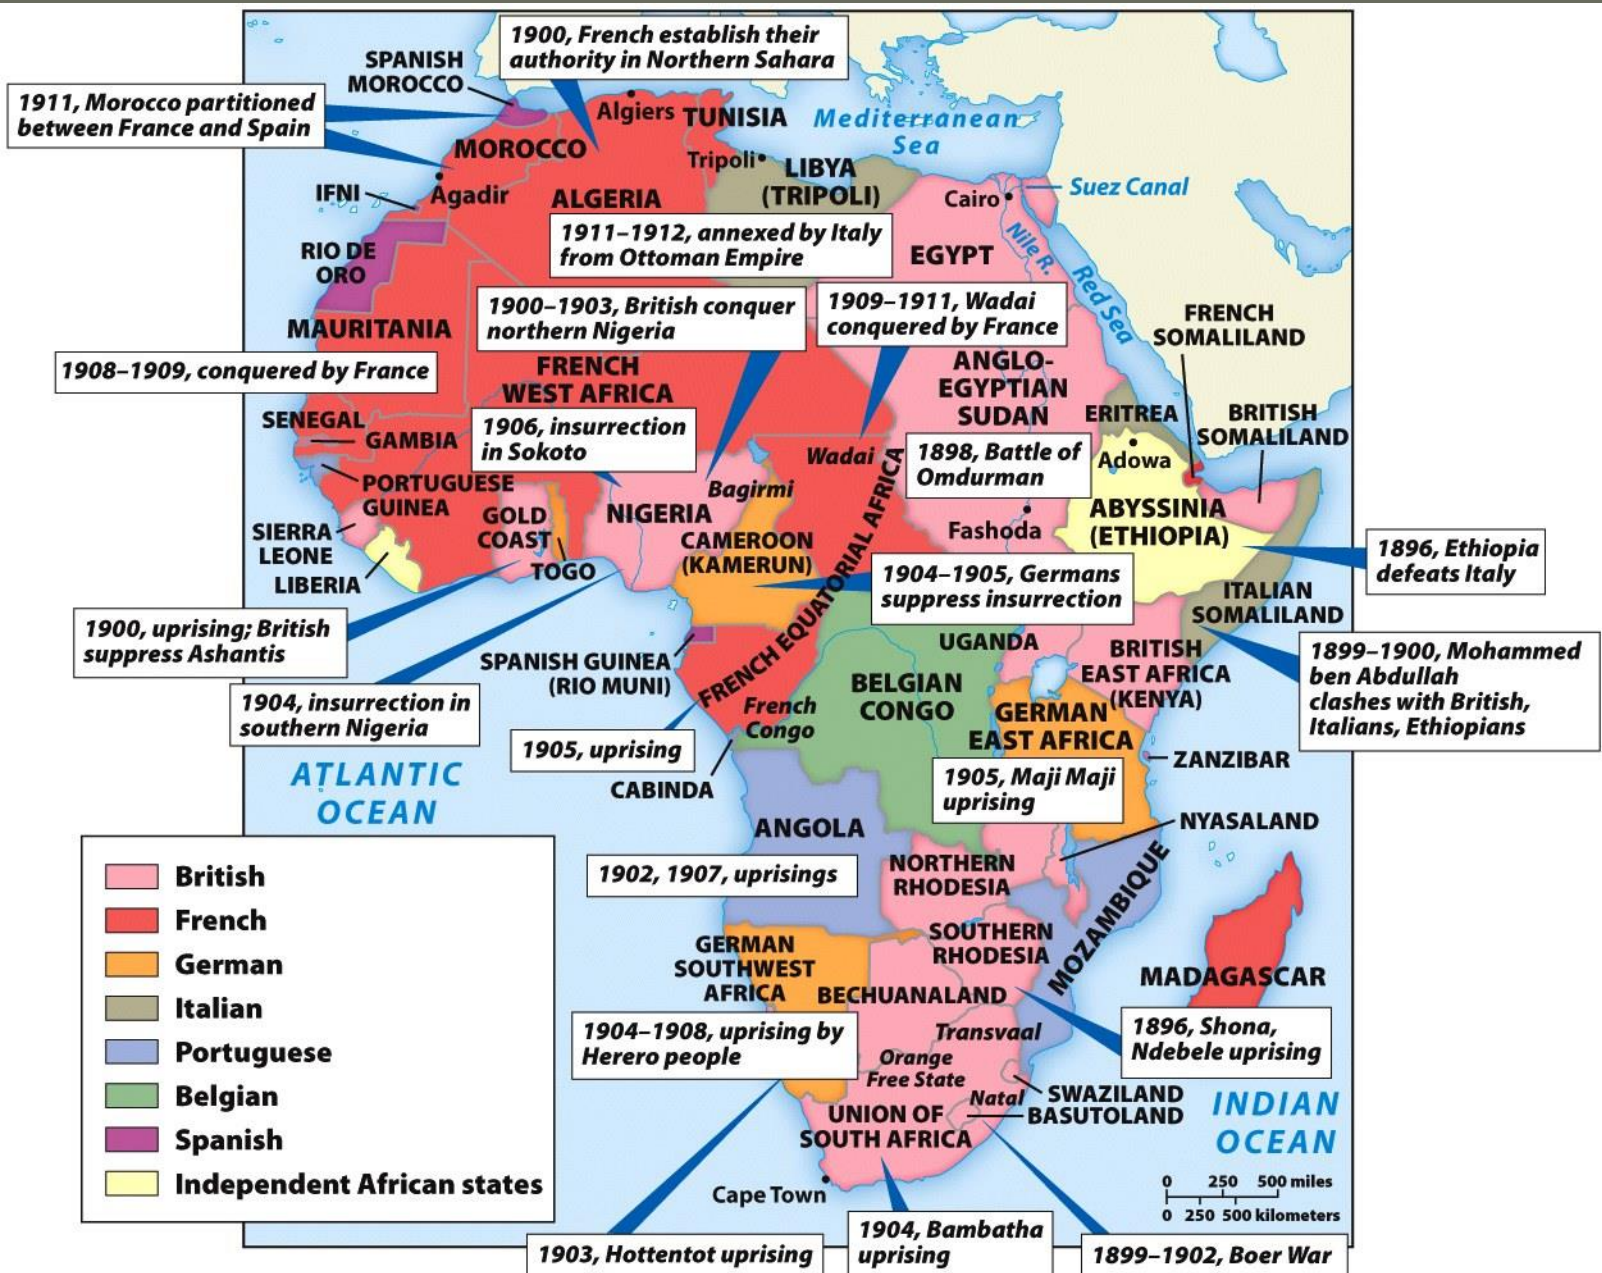 1900, French establish their
authority in Northern Sahara
SPANISH
MOROCCO
1911, Morocco partitioned
between France and Spain
Algiers
TUNISIA
Mediterranean
Sea
MOROCCO
Tripoli
LIBYA
(TRIPOLI)
IFNI
Agadir
ALGERIA
Cairo
Suez Canal
1911–1912, annexed by Italy
from Ottoman Empire
EGYPT
Nile R.
Red Sea
RIO DE
ORO
1900–1903, British conquer
northern Nigeria
1909–1911, Wadai
conquered by France
FRENCH
SOMALILAND
MAURITANIA
1908–1909, conquered by France
FRENCH
WEST AFRICA
ANGLO-
EGYPTIAN
SUDAN
ERITREA
BRITISH
SOMALILAND
SENEGAL
GAMBIA
1906, insurrection
in Sokoto
Wadai
1898, Battle of
Omdurman
Adowa
PORTUGUESE
GUINEA
Bagirmi
NIGERIA
GOLD
COAST
ABYSSINIA
(ETHIOPIA)
SIERRA
LEONE
LIBERIA
TOGO
CAMEROON
(KAMERUN)
FRENCH EQUATORIAL AFRICA
Fashoda
1896, Ethiopia
defeats Italy
1904–1905, Germans
suppress insurrection
ITALIAN
SOMALILAND
1900, uprising; British
suppress Ashantis
UGANDA
BRITISH
EAST AFRICA
(KENYA)
1899–1900, Mohammed
ben Abdullah
clashes with British,
Italians, Ethiopians
SPANISH GUINEA
(RIO MUNI)
BELGIAN
CONGO
1904, insurrection in
southern Nigeria
French
Congo
GERMAN
EAST AFRICA
1905, uprising
ZANZIBAR
CABINDA
1905, Maji Maji
uprising
ATLANTIC
OCEAN
ANGOLA
NYASALAND
1902, 1907, uprisings
NORTHERN
RHODESIA
MOZAMBIQUE
British
French
German
Italian
Portuguese
Belgian
Spanish
Independent African states
GERMAN
SOUTHWEST
AFRICA
SOUTHERN
RHODESIA
MADAGASCAR
BECHUANALAND
1904–1908, uprising by
Herero people
Transvaal
1896, Shona,
Ndebele uprising
Orange
Free State
Natal
SWAZILAND
BASUTOLAND
INDIAN
OCEAN
UNION OF
SOUTH AFRICA
Cape Town
0 250 500 miles
0 250 500 kilometers
1903, Hottentot uprising
1904, Bambatha
uprising
1899–1902, Boer War